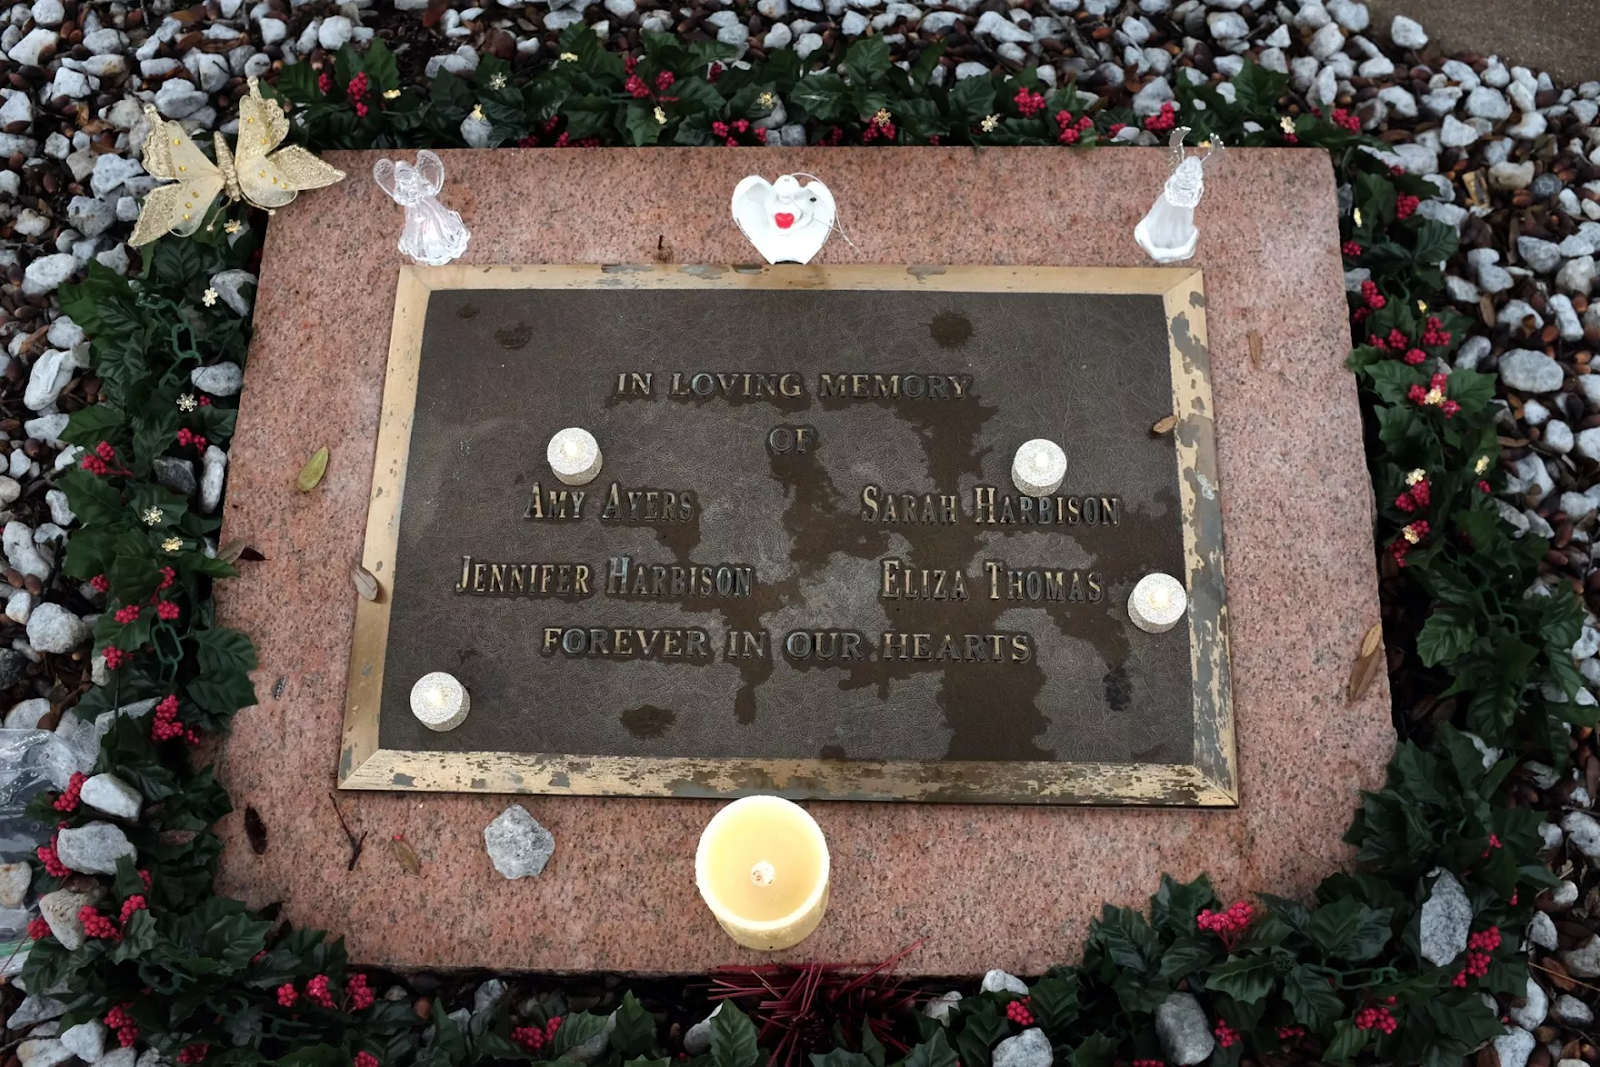 IN LOVING MEMORY
OF
AMY AYERS SARAH HARBISON
JENNIFER HARBISON ELIZA THOMAS
FOREVER IN OUR HEARTS